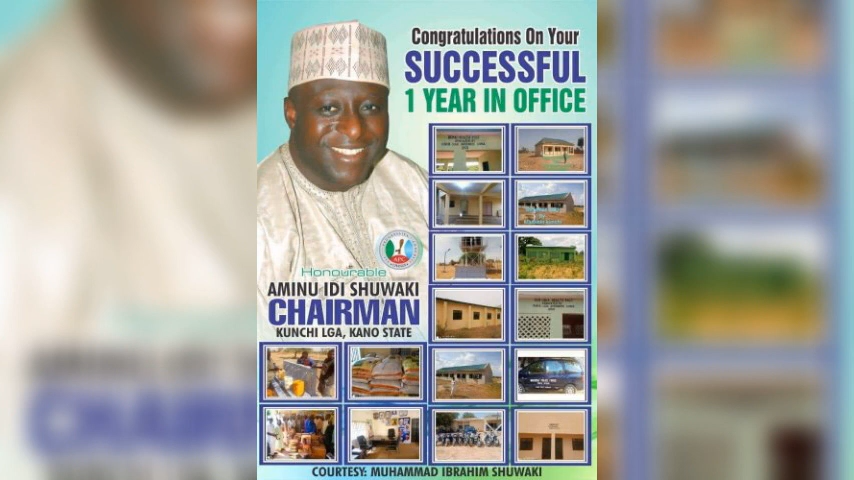 Congratulations On Your
SUCCESSFUL
1 YEAR IN OFFICE
APC
Honourable
AMINU IDI SHUWAKI
CHAIRMAN
KUNCHI LGA, KANO STATE
COURTESY: MUHAMMAD IBRAHIM SHUWAKI